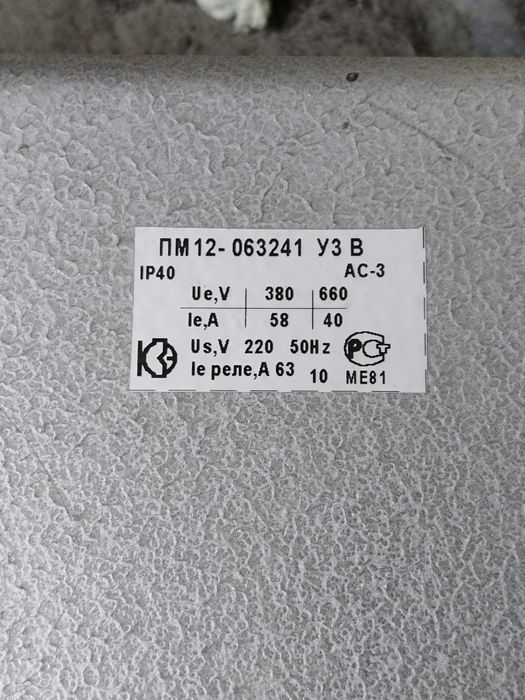 ПМ12-063241 У3 В
IP40 АС-3
Ue,V 380 660
Ie,A 58 40
Us,V 220 50Hz РСТ
Ie реле,А 63 10 МЕ81